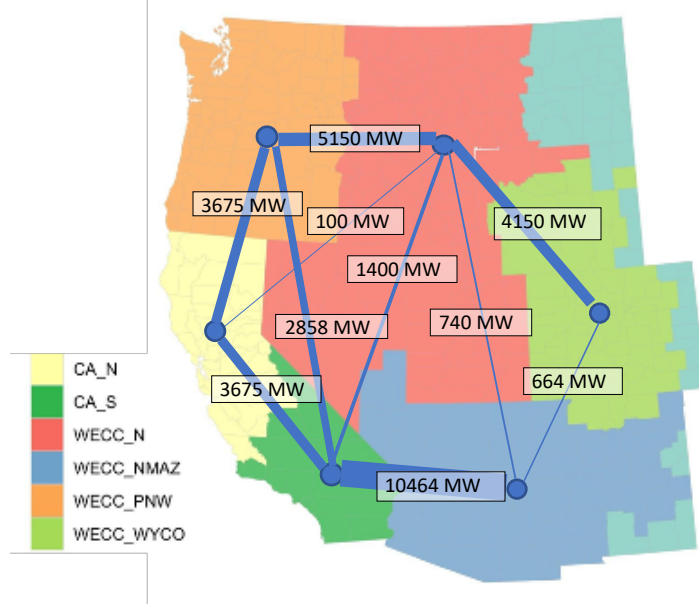 5150 MW
3675 MW
100 MW
4150 MW
1400 MW
2858 MW
740 MW
3675 MW
664 MW
10464 MW
CA_N
CA_S
WECC_N
WECC_NMAZ
WECC_PNW
WECC_WYCO